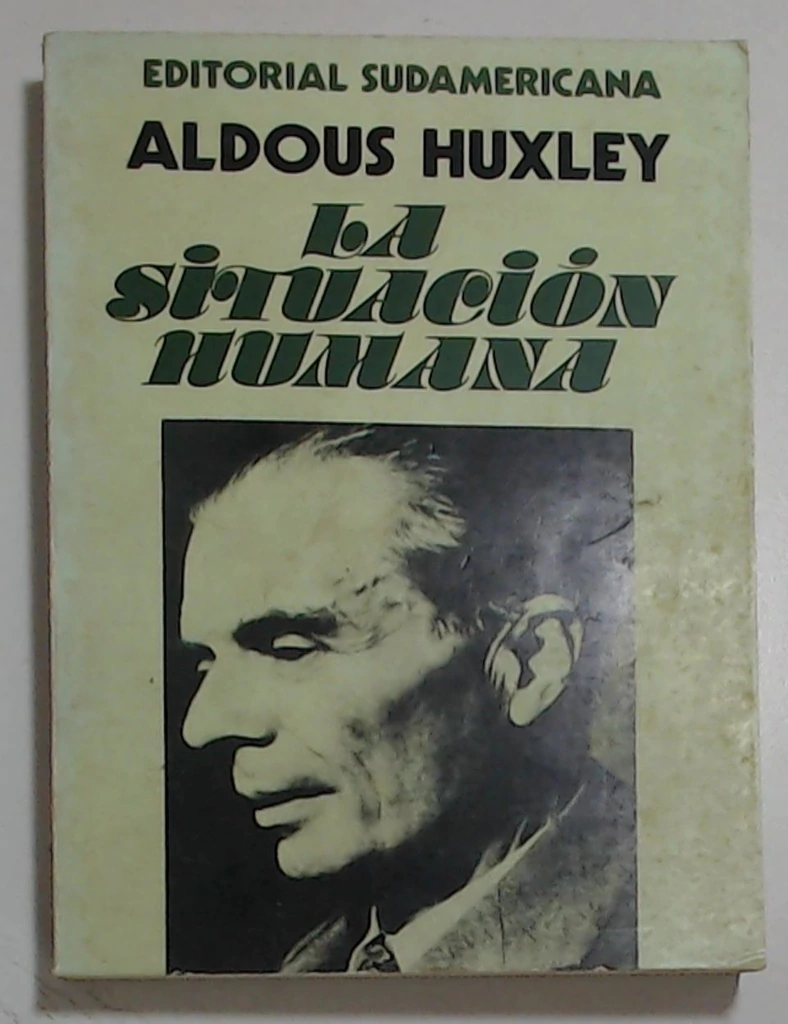 EDITORIAL SUDAMERICANA
ALDOUS HUXLEY
LA
SITUACIÓN
HUMANA